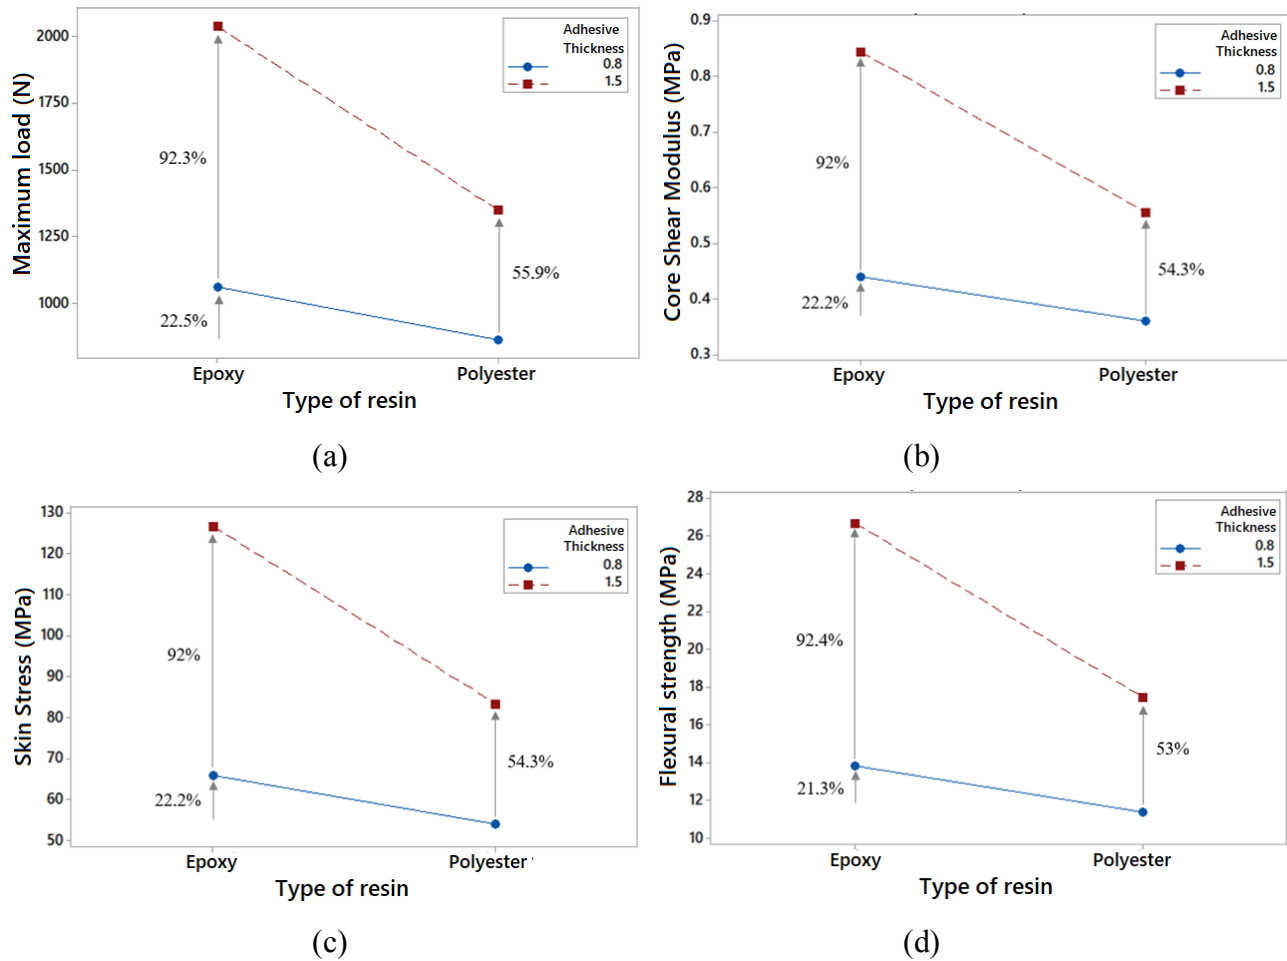 Maximum load (N)
2000
1750
1500
1250
1000
92.3%
22.5%
55.9%
Adhesive
Thickness
0.8
1.5
Epoxy
Polyester
Type of resin
(a)
Core Shear Modulus (MPa)
0.9
0.8
0.7
0.6
0.5
0.4
0.3
92%
22.2%
54.3%
Adhesive
Thickness
0.8
1.5
Epoxy
Polyester
Type of resin
(b)
Skin Stress (MPa)
130
120
110
100
90
80
70
60
50
92%
22.2%
54.3%
Adhesive
Thickness
0.8
1.5
Epoxy
Polyester
Type of resin
(c)
Flexural strength (MPa)
28
26
24
22
20
18
16
14
12
10
92.4%
21.3%
53%
Adhesive
Thickness
0.8
1.5
Epoxy
Polyester
Type of resin
(d)